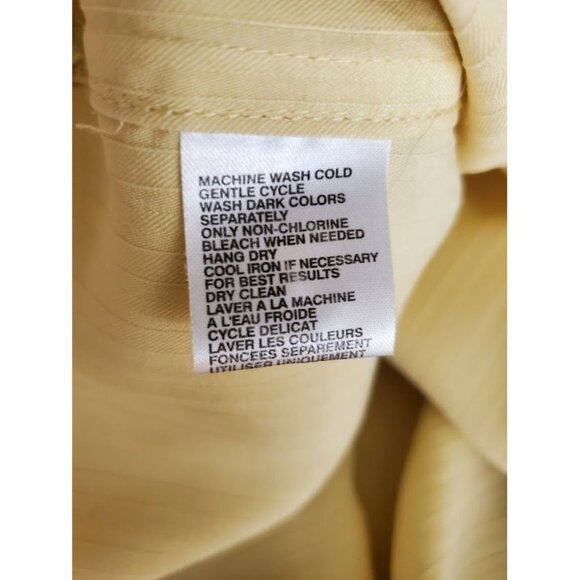 MACHINE WASH COLD
GENTLE CYCLE
WASH DARK COLORS
SEPARATELY
ONLY NON-CHLORINE
BLEACH WHEN NEEDED
HANG DRY
COOL IRON IF NECESSARY
FOR BEST RESULTS
DRY CLEAN
LAVER A LA MACHINE
A L'EAU FROIDE
CYCLE DELICAT
LAVER LES COULEURS
FONCEES SEPAREMENT
UTILISER UNIQUEMENT